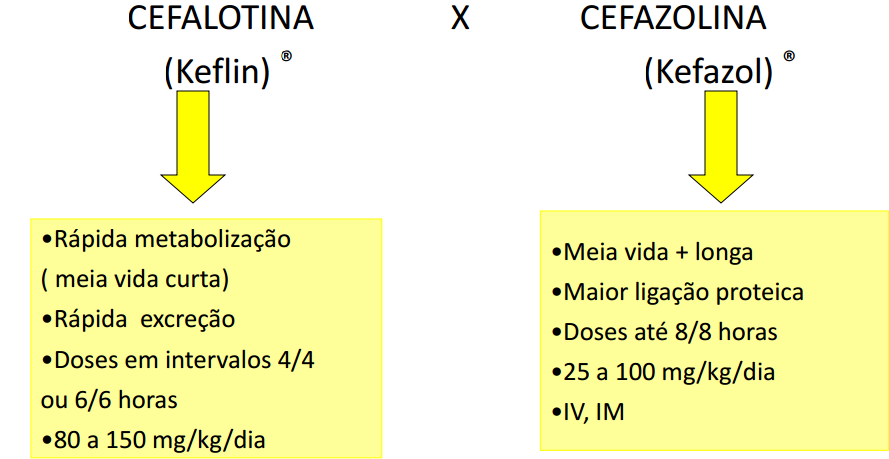 CEFALOTINA X CEFAZOLINA
(Keflin) ® (Kefazol) ®
•Rápida metabolização
( meia vida curta)
•Rápida excreção
•Doses em intervalos 4/4
ou 6/6 horas
•80 a 150 mg/kg/dia
•Meia vida + longa
•Maior ligação proteica
•Doses até 8/8 horas
•25 a 100 mg/kg/dia
•IV, IM